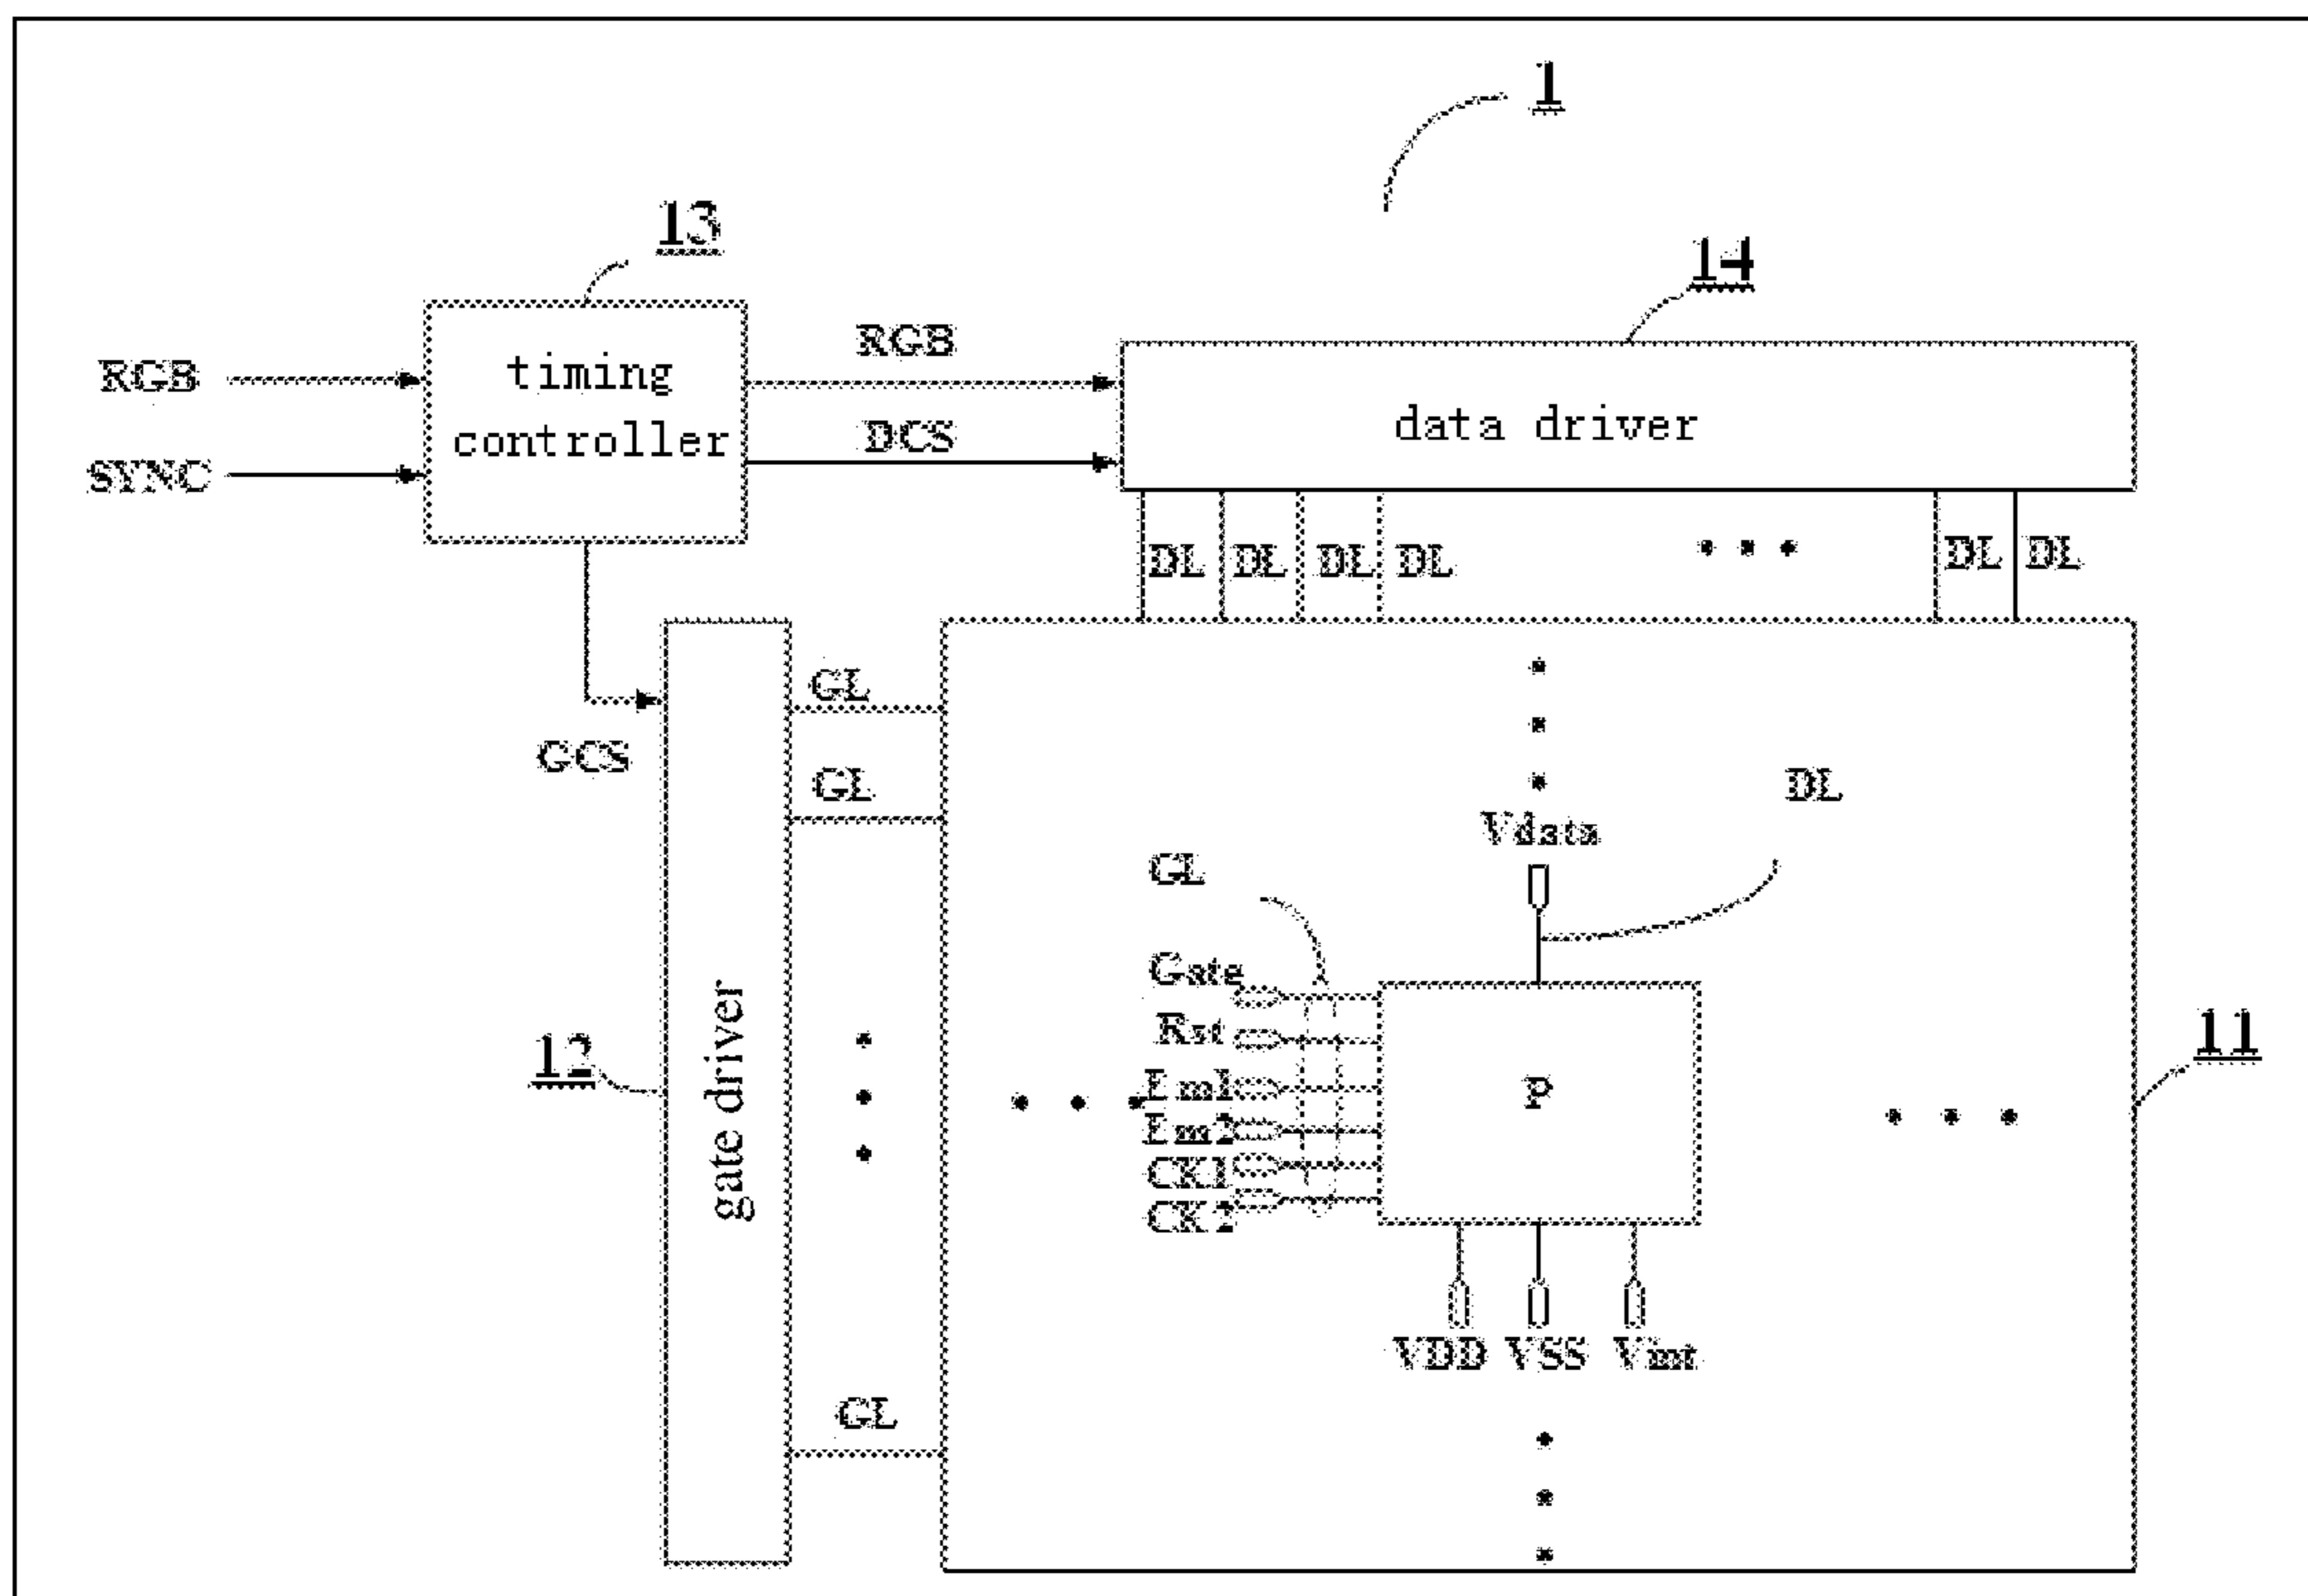 1
13
14
RGB
timing
controller
RGB
DCS
data driver
SYNC
DL DL DL DL DL DL
GL
GCS
GL
DL
Vdata
GL
Gate
Rst
Em1
Em2
CK1
CK2
P
12
gate driver
11
VDD VSS Vint
GL